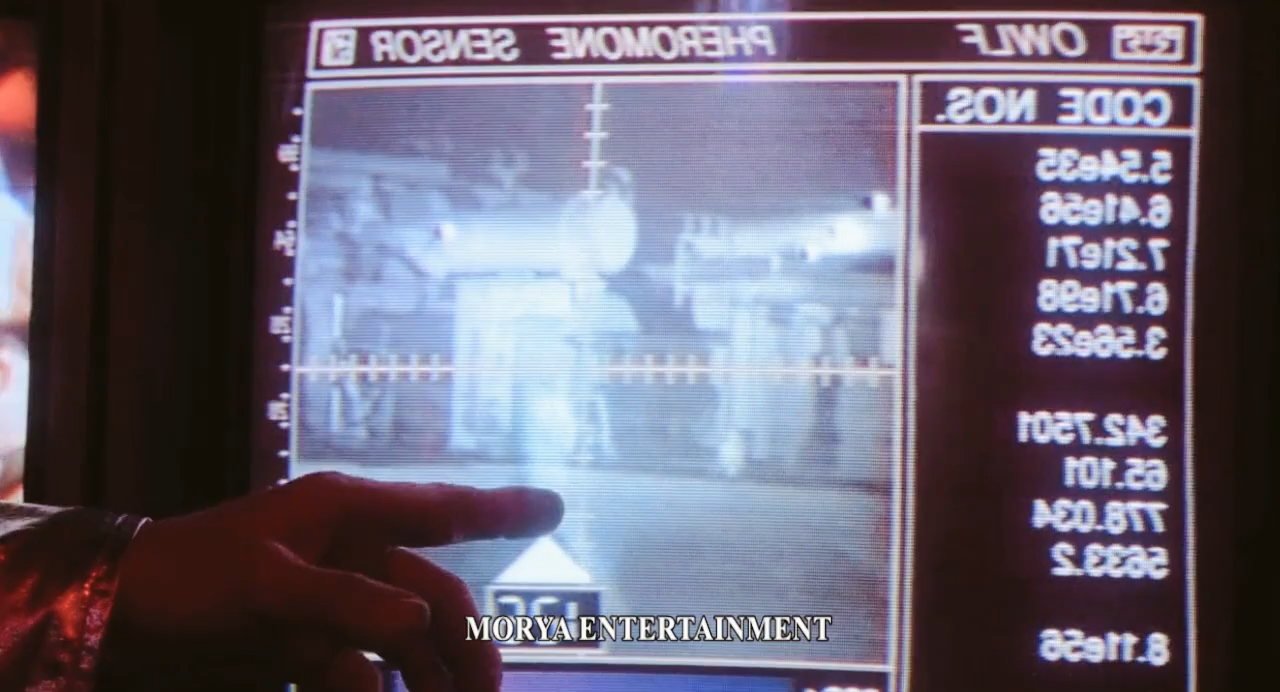 OWLF PHEROMONE SENSOR
CODE NOS.
5.54e35
6.41e56
7.21e71
6.71e98
3.56e23
342.7501
65.101
778.034
5633.2
8.11e56
MORYA ENTERTAINMENT